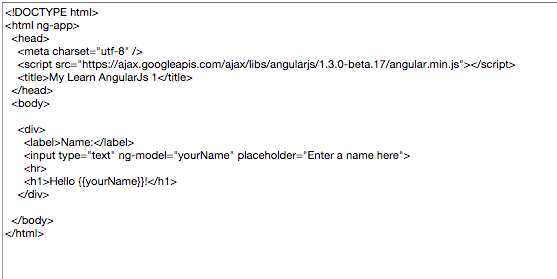 <!DOCTYPE html>
<html ng-app>
<head>
<meta charset="utf-8" />
<script src="https://ajax.googleapis.com/ajax/libs/angularjs/1.3.0-beta.17/angular.min.js"></script>
<title>My Learn AngularJs 1</title>
</head>
<body>
<div>
<label>Name:</label>
<input type="text" ng-model="yourName" placeholder="Enter a name here">
<hr>
<h1>Hello {{yourName}}!</h1>
</div>
</body>
</html>